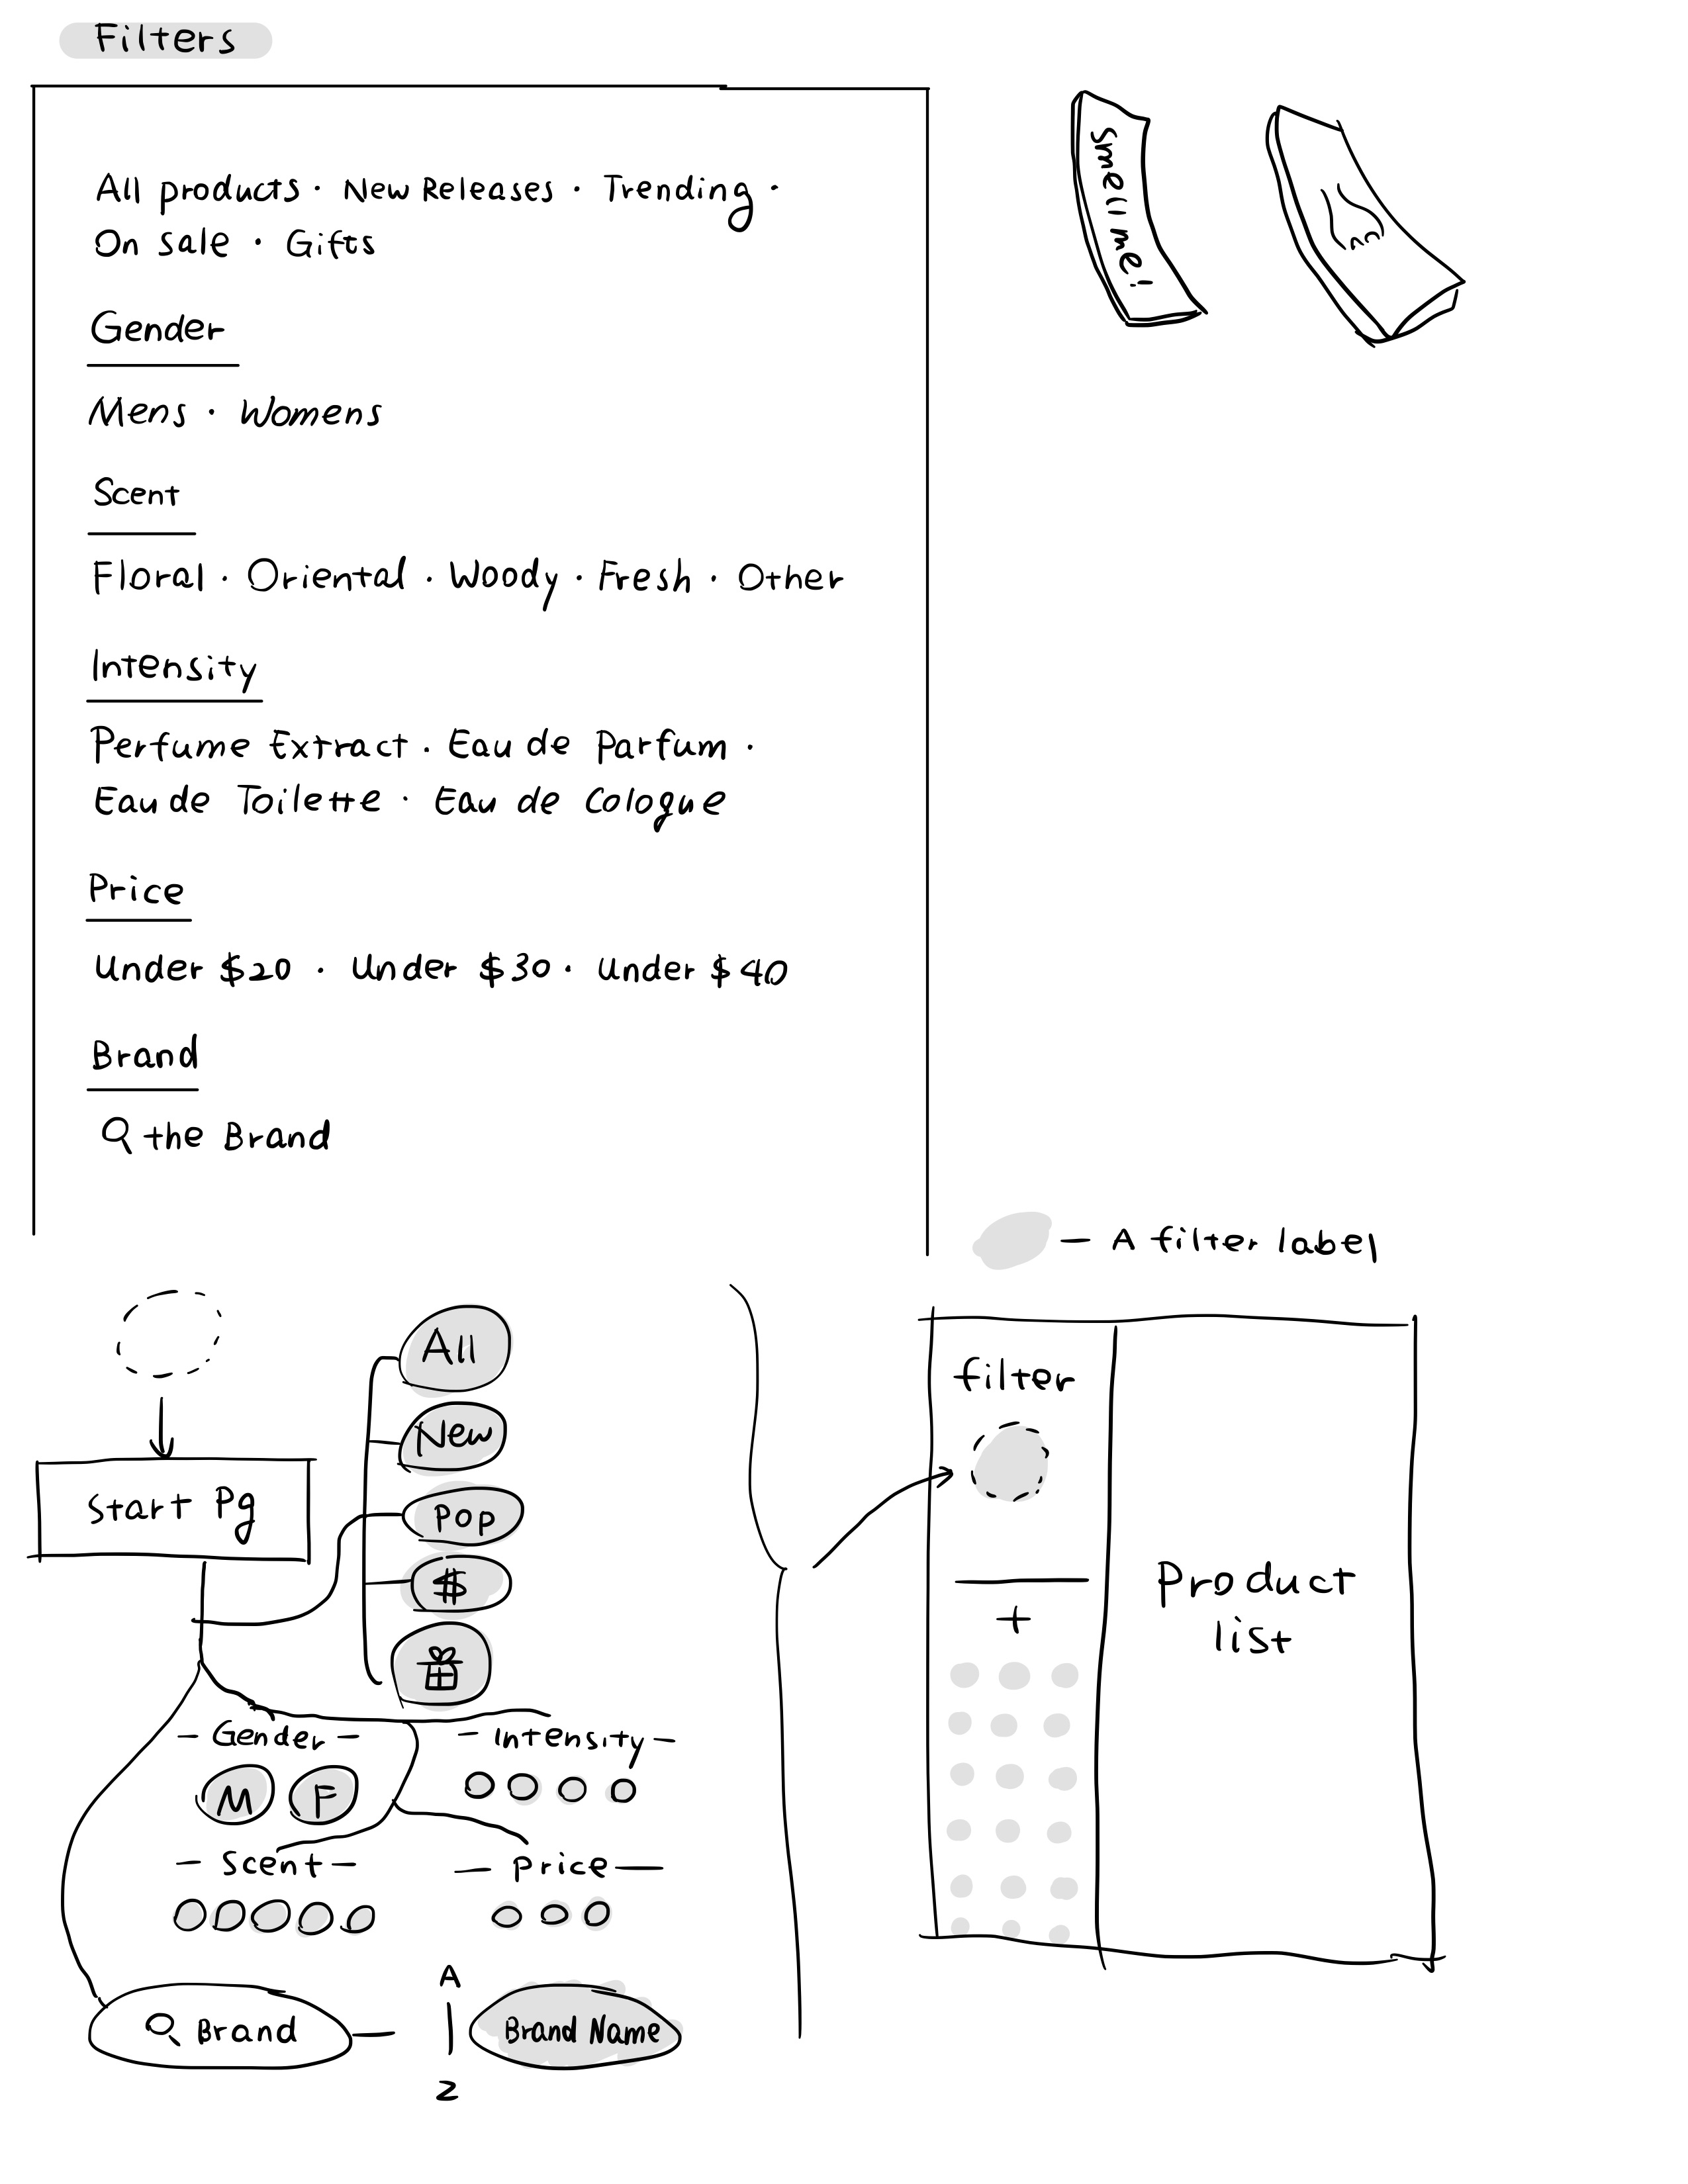 Filters
All products · New Releases · Trending ·
On sale · Gifts
Gender
Mens · Womens
Scent
Floral · Oriental · Woody · Fresh · Other
Intensity
Perfume Extract · Eau de Parfum ·
Eau de Toilette · Eau de Cologne
Price
Under $20 · Under $30 · Under $40
Brand
the Brand
Smell me!
— A filter label
All
New
Start Pg
Pop
$
- Gender -
- Intensity -
M F
- Scent -
- Price -
Brand
A
Brand Name
Z
filter
+
Product
list